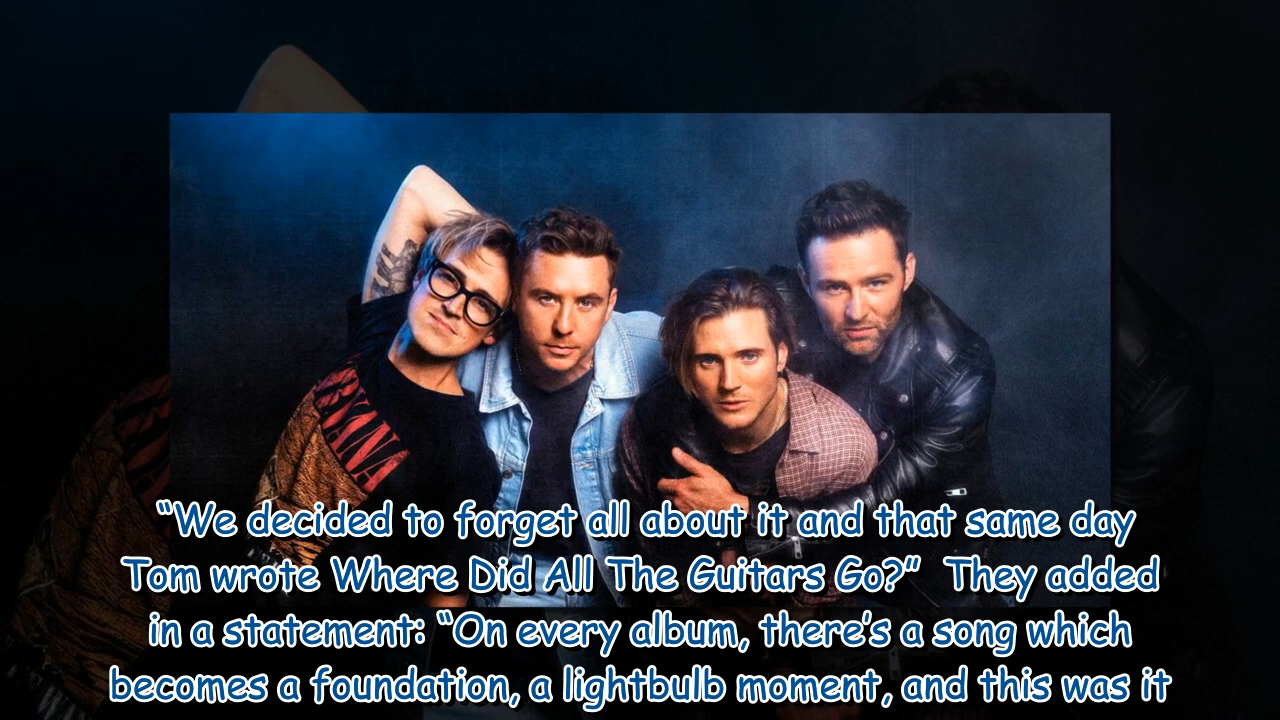 “We decided to forget all about it and that same day
Tom wrote Where Did All The Guitars Go?”  They added
in a statement: “On every album, there’s a song which
becomes a foundation, a lightbulb moment, and this was it